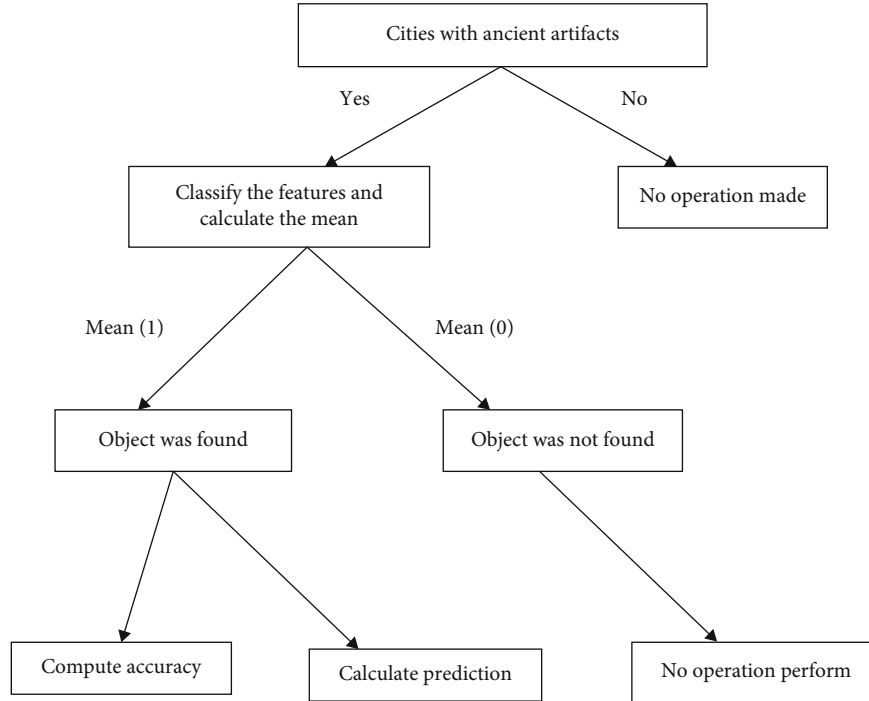 Cities with ancient artifacts
Yes
No
Classify the features and
calculate the mean
No operation made
Mean (1)
Mean (0)
Object was found
Object was not found
Compute accuracy
Calculate prediction
No operation perform